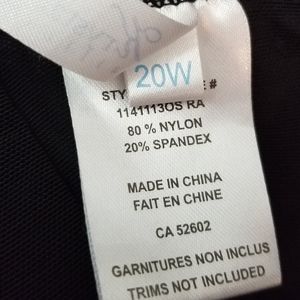 20W
#
1141113OS RA
80 % NYLON
20% SPANDEX
MADE IN CHINA
FAIT EN CHINE
CA 52602
GARNITURES NON INCLUS
TRIMS NOT INCLUDED